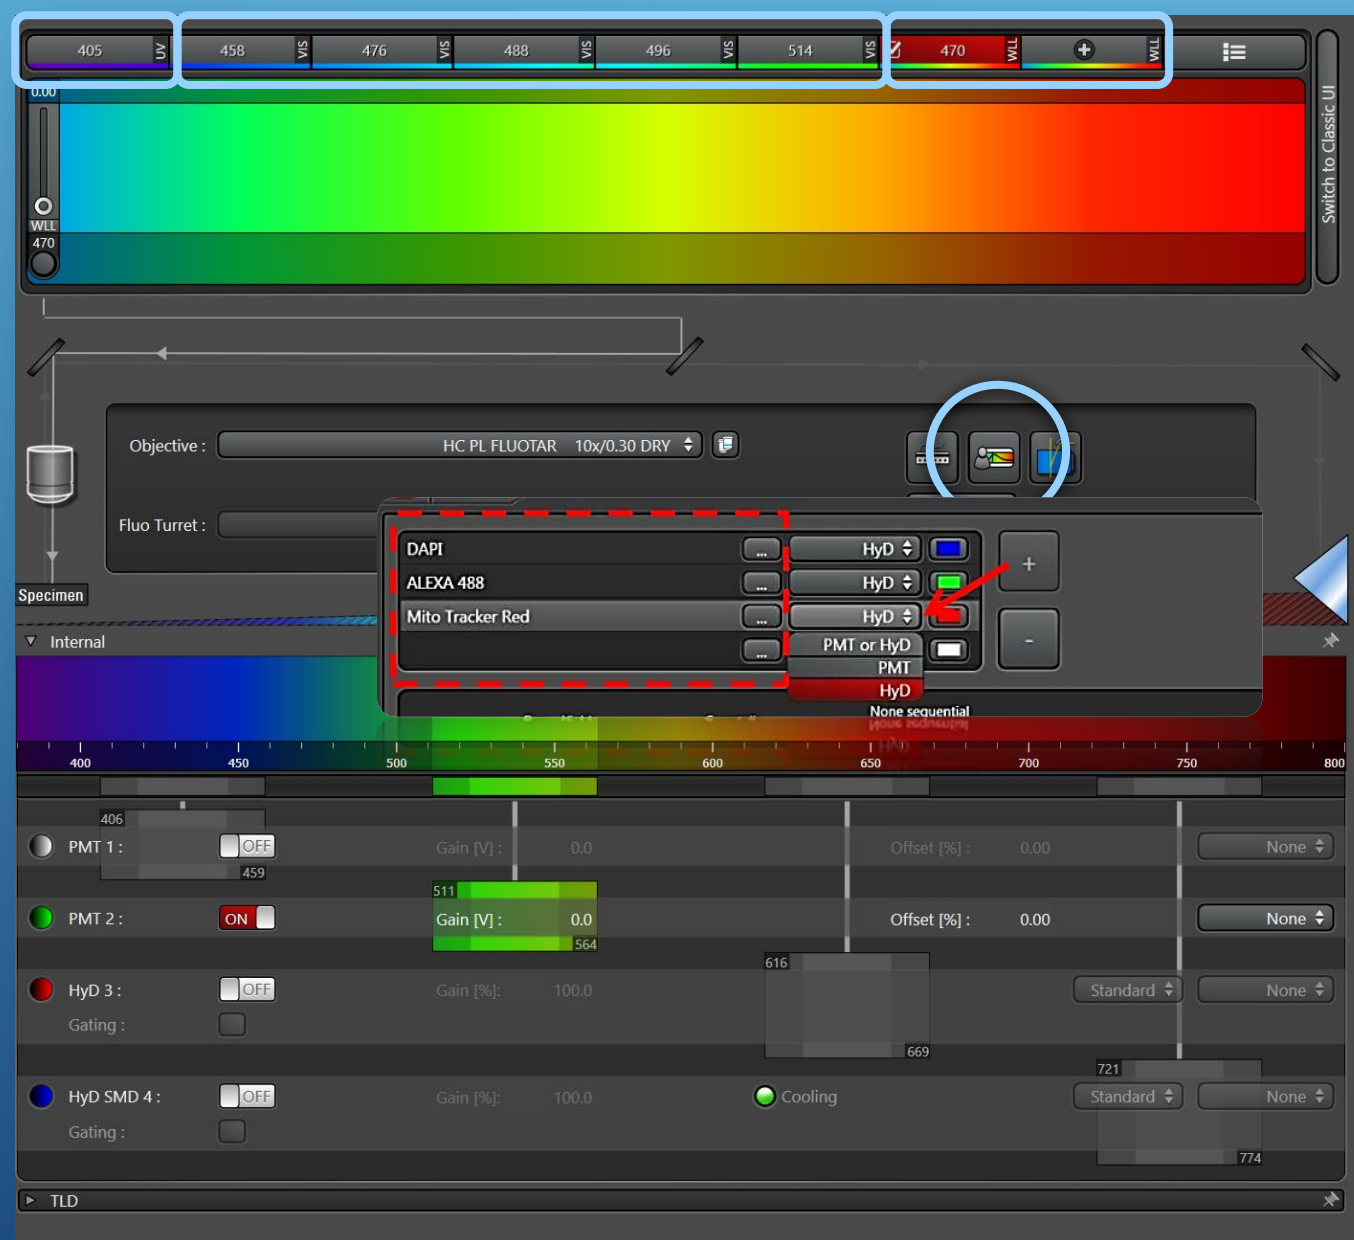 405 UV 458 VIS 476 VIS 488 VIS 496 VIS 514 VIS 470 WLL WLL
0.00
WLL
470
Switch to Classic UI
Objective : HC PL FLUOTAR 10x/0.30 DRY
Fluo Turret :
DAPI ... HyD
ALEXA 488 ... HyD
Mito Tracker Red ... HyD
... PMT or HyD
PMT
HyD
None sequential
+
-
Specimen
Internal
400 450 500 550 600 650 700 750 800
406
PMT 1 : OFF Gain [V] : 0.0 Offset [%] : 0.00 None
459
511
PMT 2 : ON Gain [V] : 0.0 Offset [%] : 0.00 None
564
616
HyD 3 : OFF Gain [%]: 100.0 Standard None
Gating :
669
721
HyD SMD 4 : OFF Gain [%]: 100.0 Cooling Standard None
Gating :
774
TLD